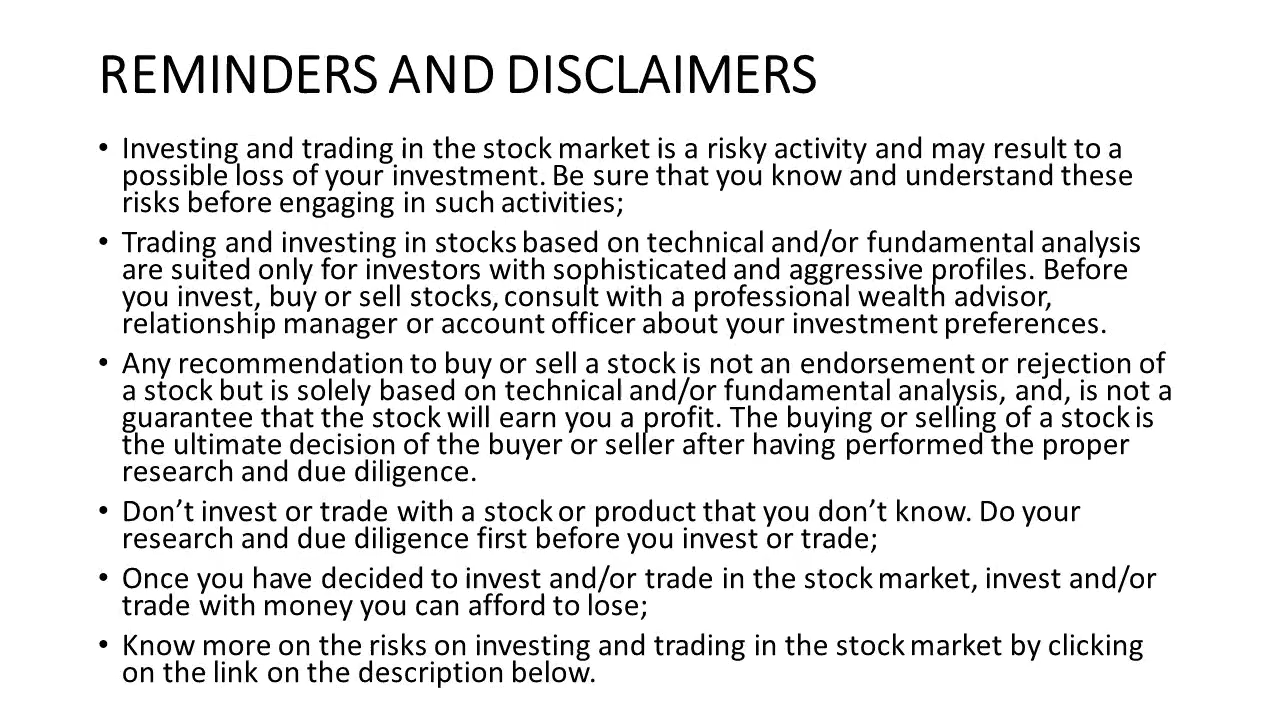 REMINDERS AND DISCLAIMERS
• Investing and trading in the stock market is a risky activity and may result to a
possible loss of your investment. Be sure that you know and understand these
risks before engaging in such activities;
• Trading and investing in stocks based on technical and/or fundamental analysis
are suited only for investors with sophisticated and aggressive profiles. Before
you invest, buy or sell stocks, consult with a professional wealth advisor,
relationship manager or account officer about your investment preferences.
• Any recommendation to buy or sell a stock is not an endorsement or rejection of
a stock but is solely based on technical and/or fundamental analysis, and, is not a
guarantee that the stock will earn you a profit. The buying or selling of a stock is
the ultimate decision of the buyer or seller after having performed the proper
research and due diligence.
• Don’t invest or trade with a stock or product that you don’t know. Do your
research and due diligence first before you invest or trade;
• Once you have decided to invest and/or trade in the stock market, invest and/or
trade with money you can afford to lose;
• Know more on the risks on investing and trading in the stock market by clicking
on the link on the description below.